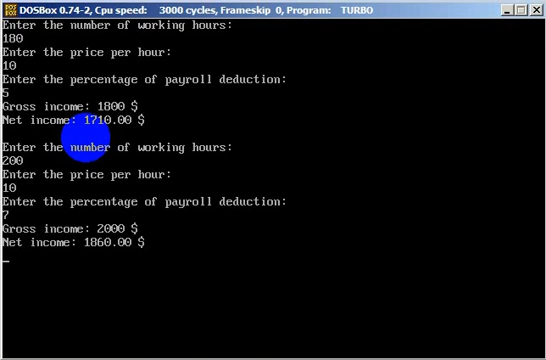 DOSBox 0.74-2, Cpu speed: 3000 cycles, Frameskip 0, Program: TURBO
Enter the number of working hours:
180
Enter the price per hour:
10
Enter the percentage of payroll deduction:
5
Gross income: 1800 $
Net income: 1710.00 $
Enter the number of working hours:
200
Enter the price per hour:
10
Enter the percentage of payroll deduction:
7
Gross income: 2000 $
Net income: 1860.00 $
_